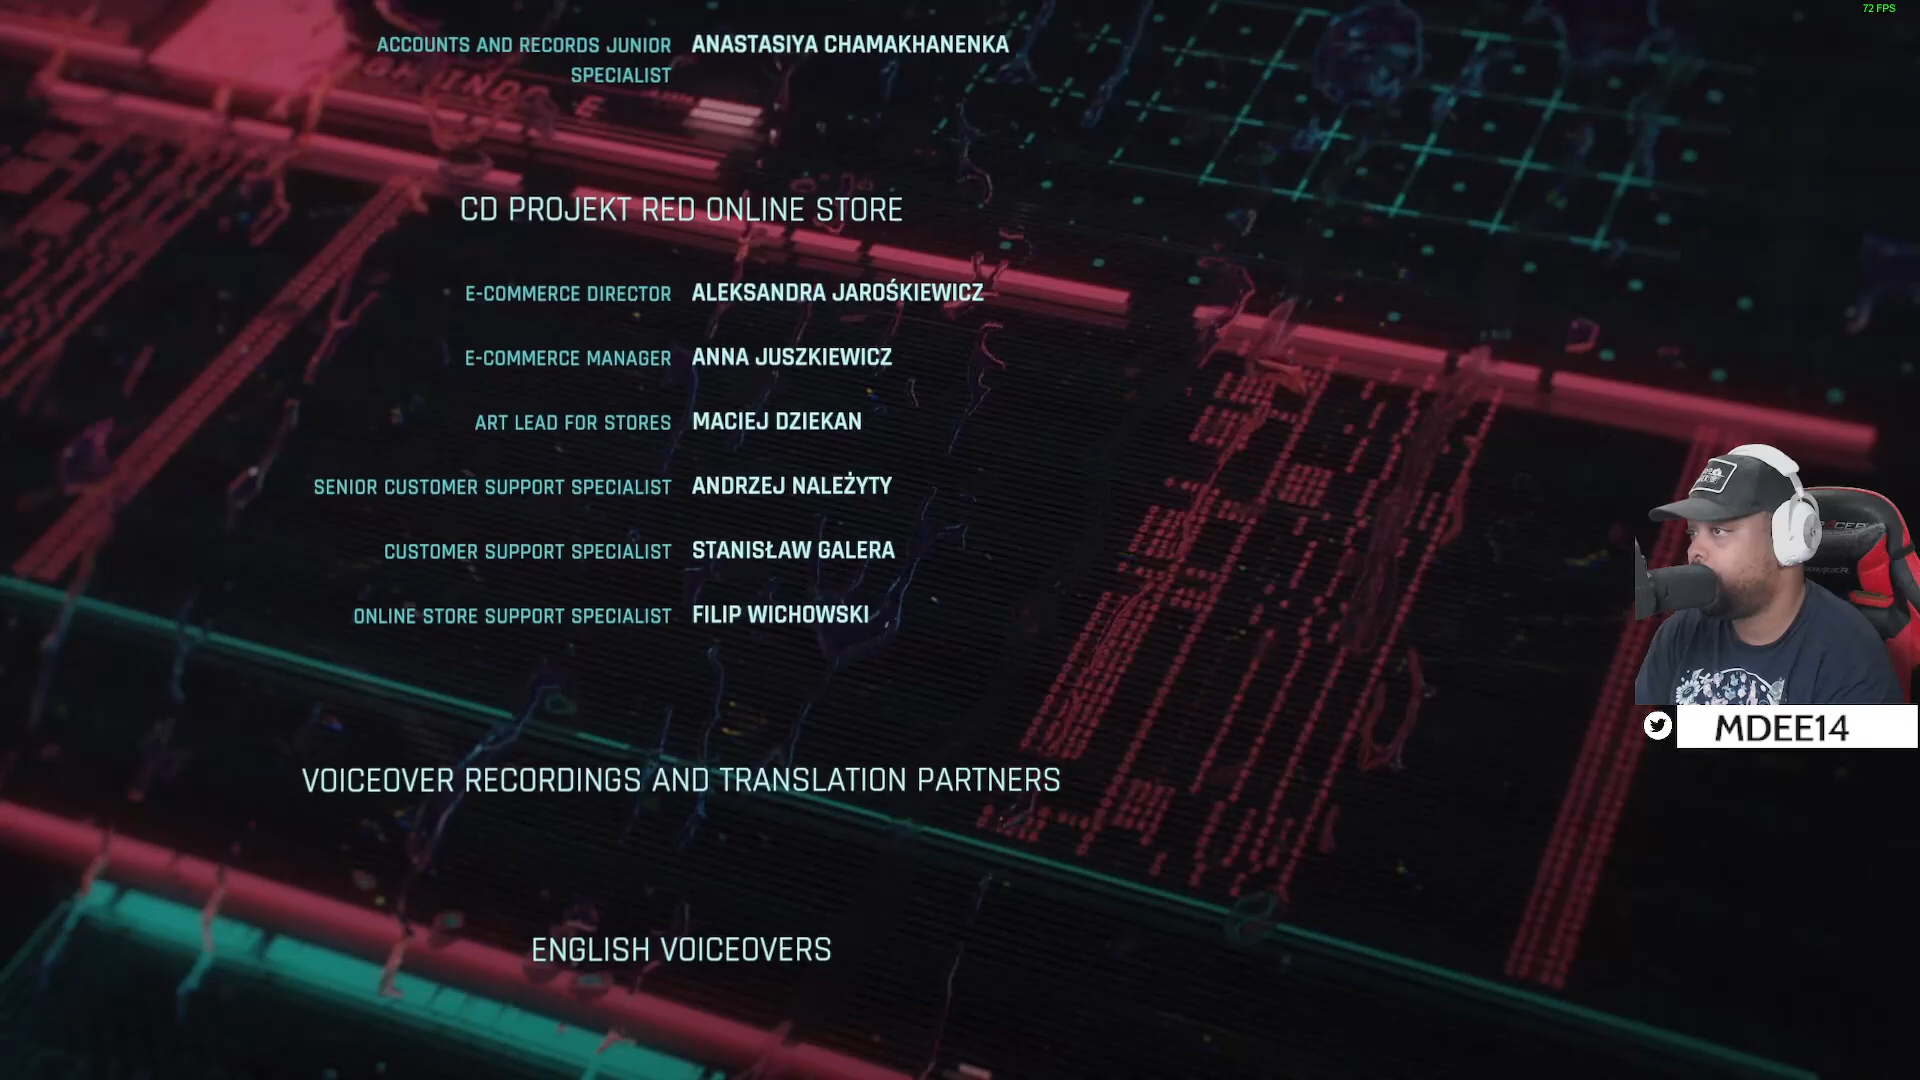 72 FPS
ACCOUNTS AND RECORDS JUNIOR SPECIALIST ANASTASIYA CHAMAKHANENKA
CD PROJEKT RED ONLINE STORE
E-COMMERCE DIRECTOR ALEKSANDRA JAROŚKIEWICZ
E-COMMERCE MANAGER ANNA JUSZKIEWICZ
ART LEAD FOR STORES MACIEJ DZIEKAN
SENIOR CUSTOMER SUPPORT SPECIALIST ANDRZEJ NALEŻYTY
CUSTOMER SUPPORT SPECIALIST STANISŁAW GALERA
ONLINE STORE SUPPORT SPECIALIST FILIP WICHOWSKI
MDEE14
VOICEOVER RECORDINGS AND TRANSLATION PARTNERS
ENGLISH VOICEOVERS